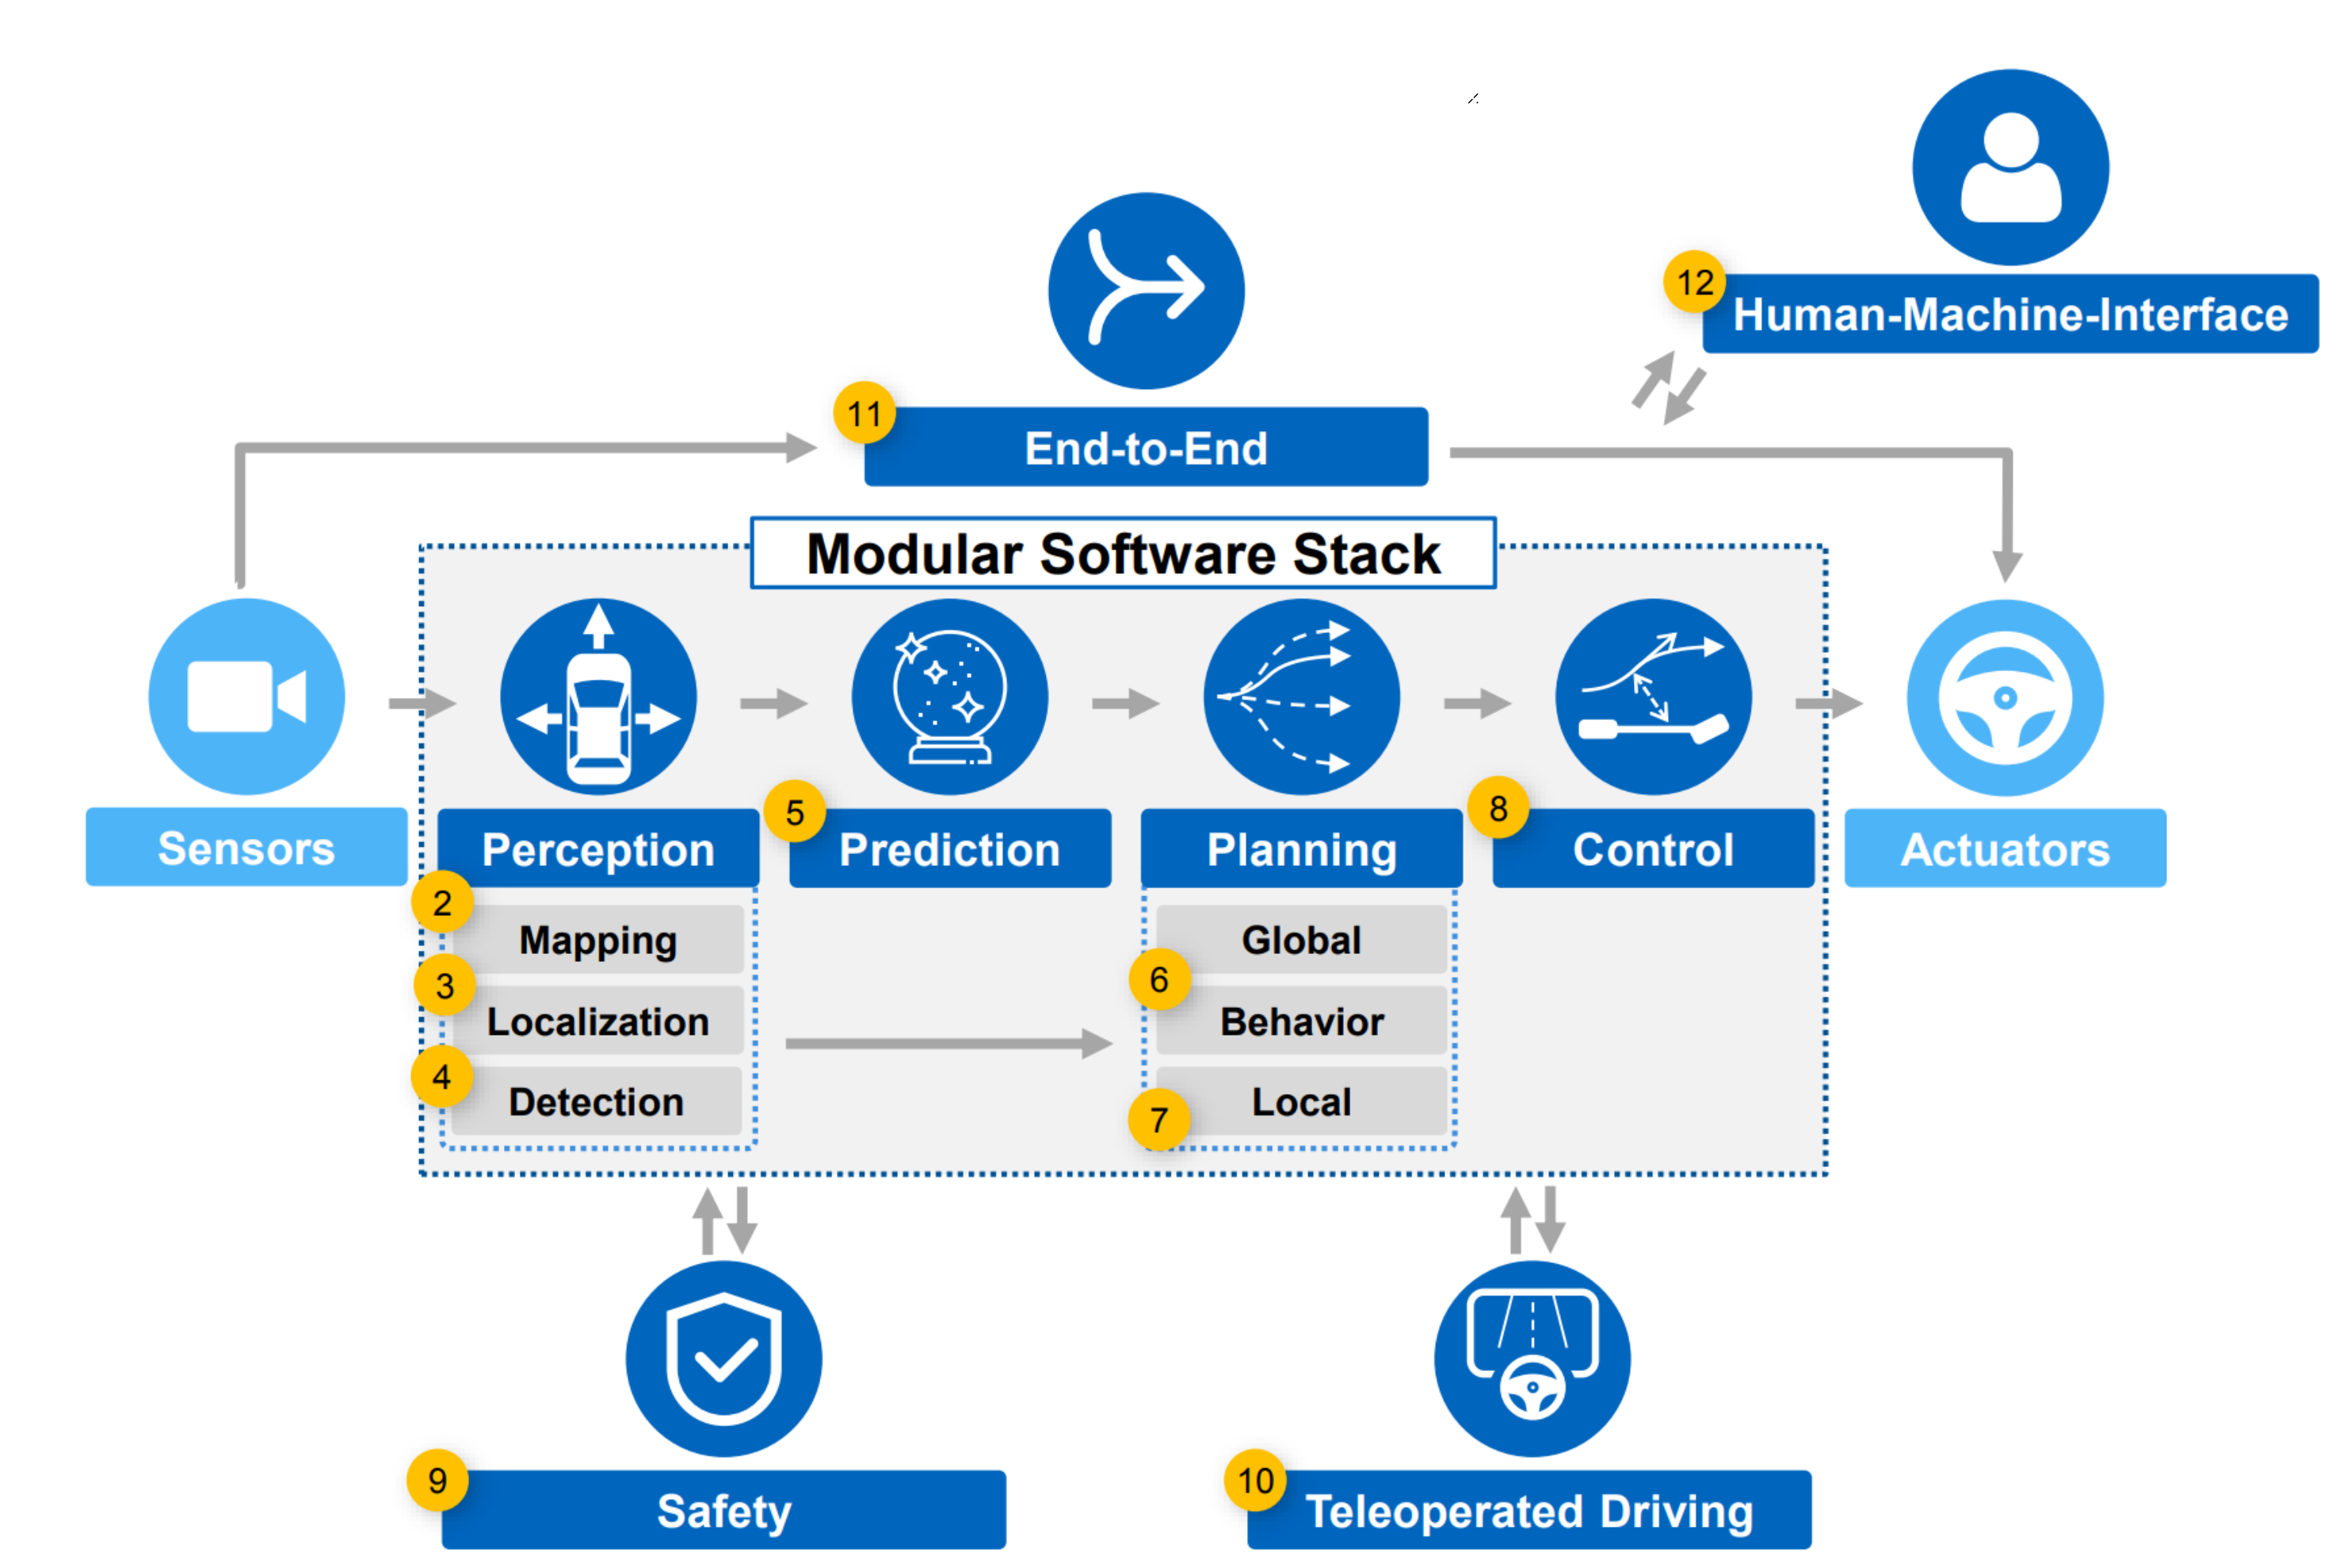 12
Human-Machine-Interface
11
End-to-End
Modular Software Stack
Sensors
Perception
5
Prediction
Planning
8
Control
Actuators
2
Mapping
3
Localization
4
Detection
Global
6
Behavior
7
Local
9
Safety
10
Teleoperated Driving